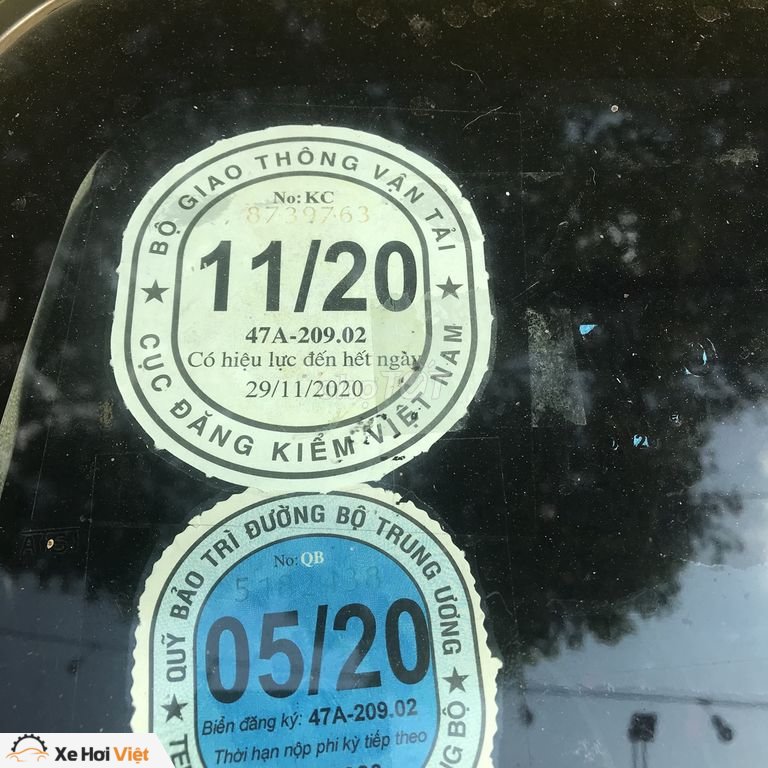 BỘ GIAO THÔNG VẬN TẢI
No: KC
8739763
11/20
47A-209.02
Có hiệu lực đến hết ngày
29/11/2020
CỤC ĐĂNG KIỂM VIỆT NAM
QUỸ BẢO TRÌ ĐƯỜNG BỘ TRUNG ƯƠNG
No: QB
05/20
Biển đăng ký: 47A-209.02
Thời hạn nộp phí kỳ tiếp theo
Xe Hơi Việt